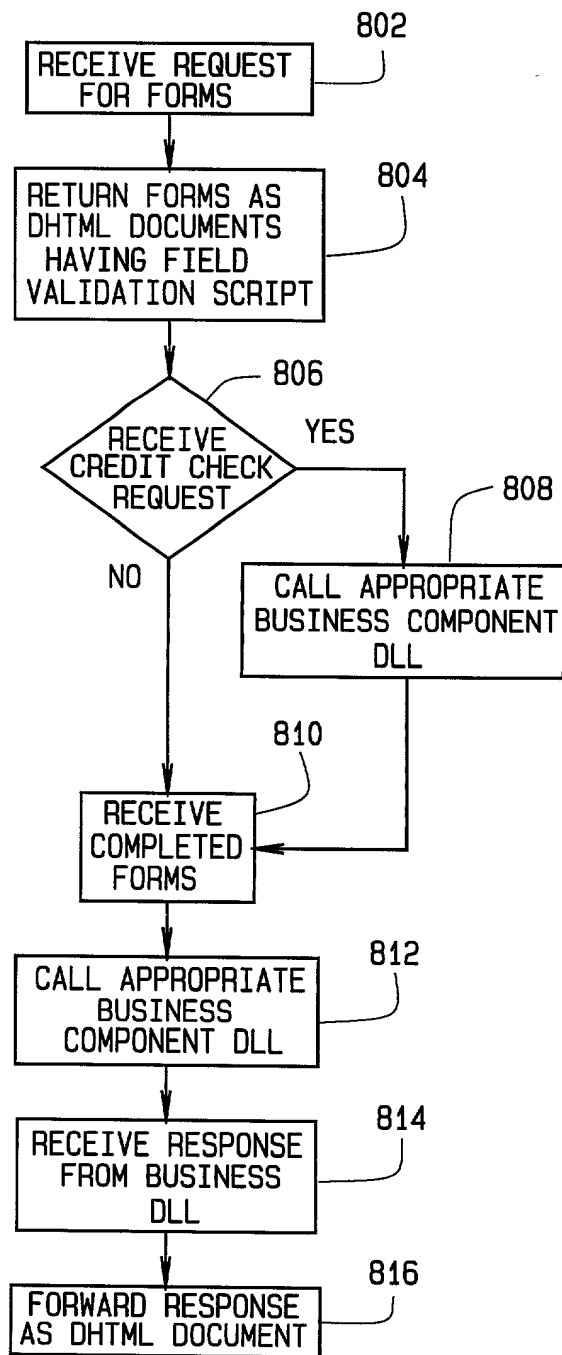 802
RECEIVE REQUEST
FOR FORMS
804
RETURN FORMS AS
DHTML DOCUMENTS
HAVING FIELD
VALIDATION SCRIPT
806
RECEIVE
CREDIT CHECK
REQUEST
YES
NO
808
CALL APPROPRIATE
BUSINESS COMPONENT
DLL
810
RECEIVE
COMPLETED
FORMS
812
CALL APPROPRIATE
BUSINESS
COMPONENT DLL
814
RECEIVE RESPONSE
FROM BUSINESS
DLL
816
FORWARD RESPONSE
AS DHTML DOCUMENT